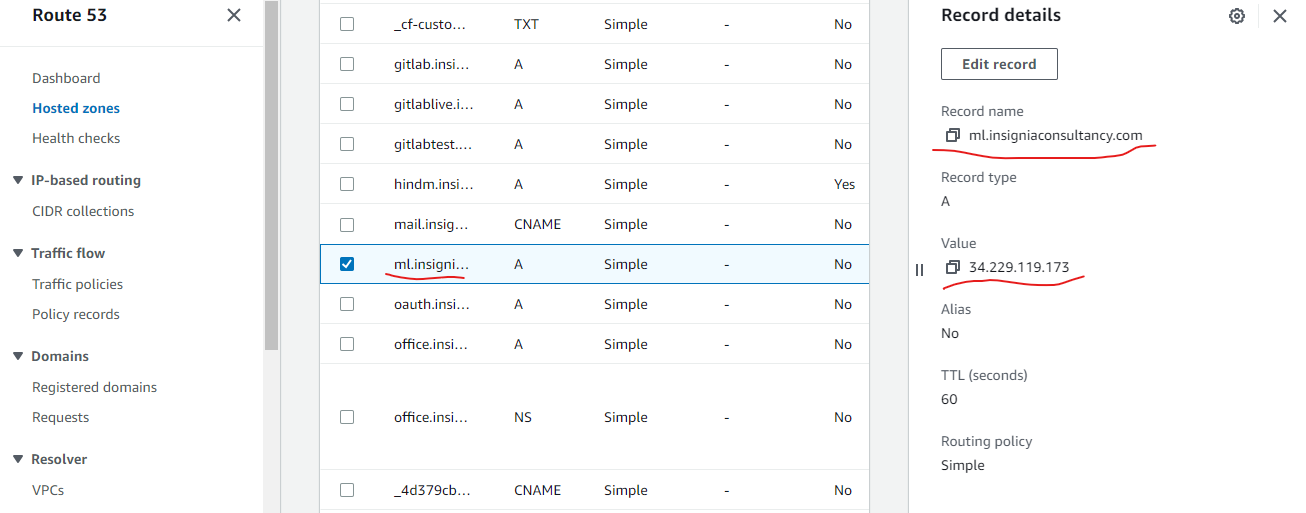 Route 53
Dashboard
Hosted zones
Health checks
IP-based routing
CIDR collections
Traffic flow
Traffic policies
Policy records
Domains
Registered domains
Requests
Resolver
VPCs
_cf-custo... TXT Simple - No
gitlab.insi... A Simple - No
gitlablive.i... A Simple - No
gitlabtest.... A Simple - No
hindm.insi... A Simple - Yes
mail.insig... CNAME Simple - No
ml.insigni... A Simple - No
oauth.insi... A Simple - No
office.insi... A Simple - No
office.insi... NS Simple - No
_4d379cb... CNAME Simple - No
Record details
Edit record
Record name
ml.insigniaconsultancy.com
Record type
A
Value
34.229.119.173
Alias
No
TTL (seconds)
60
Routing policy
Simple